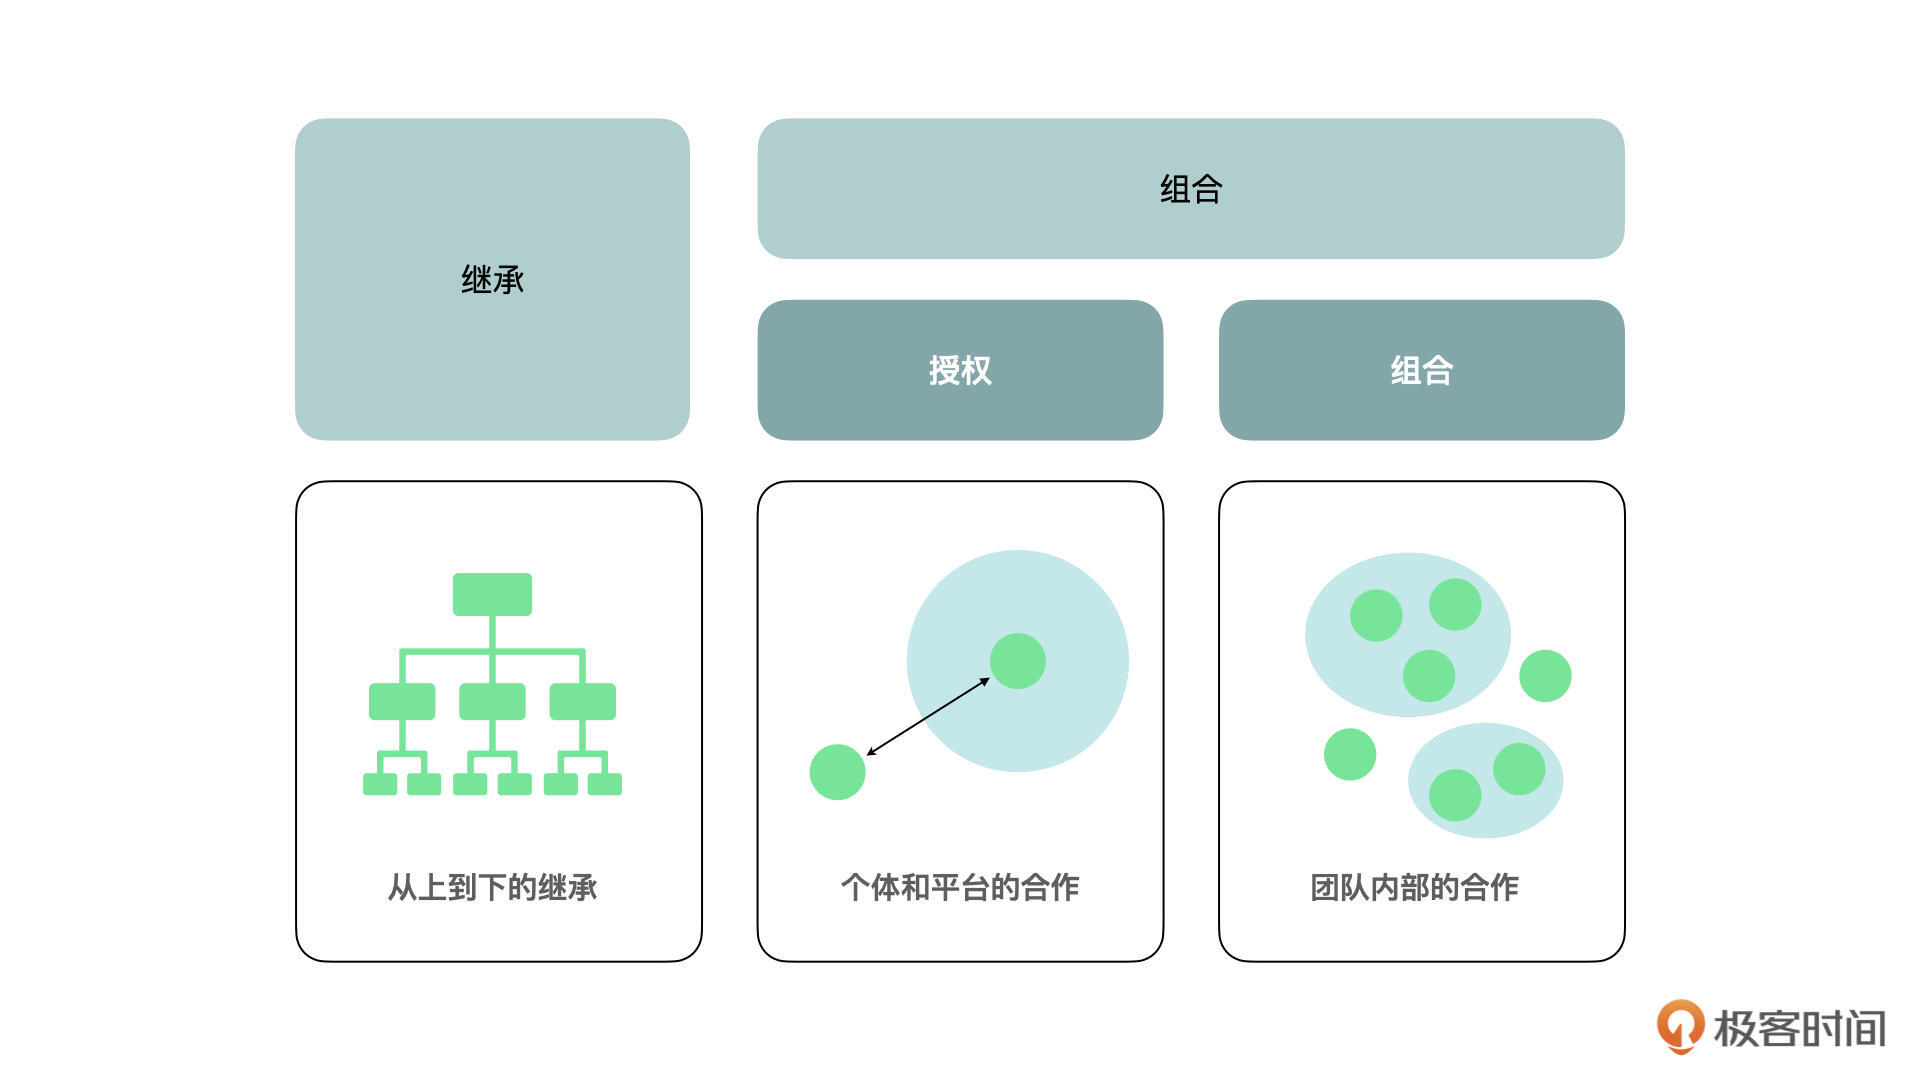 继承
组合
授权
组合
从上到下的继承
个体和平台的合作
团队内部的合作
极客时间